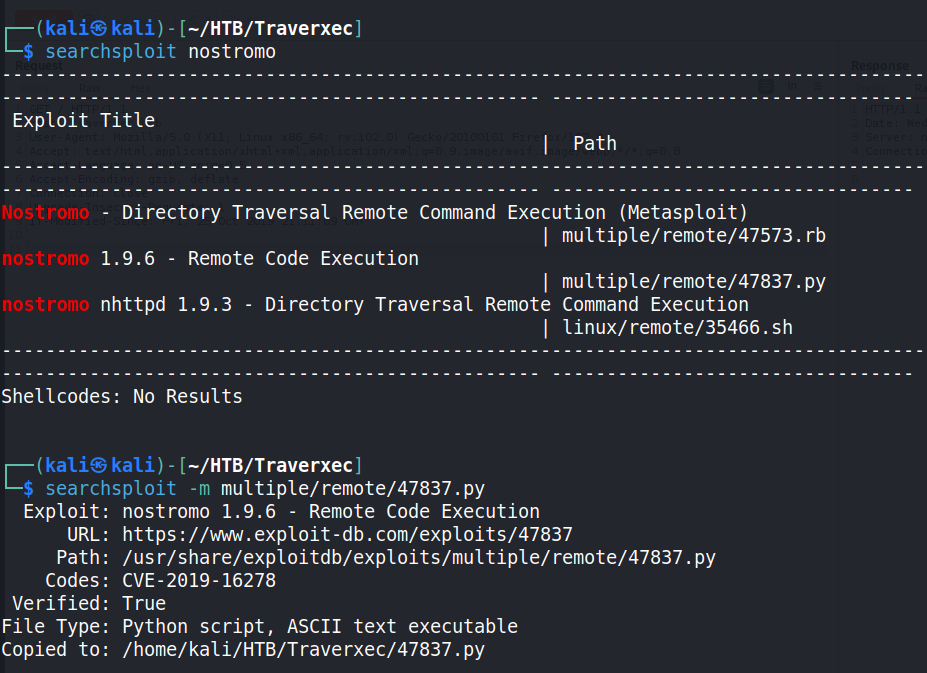 (kali㉿kali)-[~/HTB/Traverxec]
$ searchsploit nostromo
------------------------------------------------------------------------------------
------------------------------------------------- ---------------------------------
Exploit Title
| Path
------------------------------------------------------------------------------------
------------------------------------------------- ---------------------------------
Nostromo - Directory Traversal Remote Command Execution (Metasploit)
| multiple/remote/47573.rb
nostromo 1.9.6 - Remote Code Execution
| multiple/remote/47837.py
nostromo nhttpd 1.9.3 - Directory Traversal Remote Command Execution
| linux/remote/35466.sh
------------------------------------------------------------------------------------
------------------------------------------------- ---------------------------------
Shellcodes: No Results
(kali㉿kali)-[~/HTB/Traverxec]
$ searchsploit -m multiple/remote/47837.py
Exploit: nostromo 1.9.6 - Remote Code Execution
URL: https://www.exploit-db.com/exploits/47837
Path: /usr/share/exploitdb/exploits/multiple/remote/47837.py
Codes: CVE-2019-16278
Verified: True
File Type: Python script, ASCII text executable
Copied to: /home/kali/HTB/Traverxec/47837.py